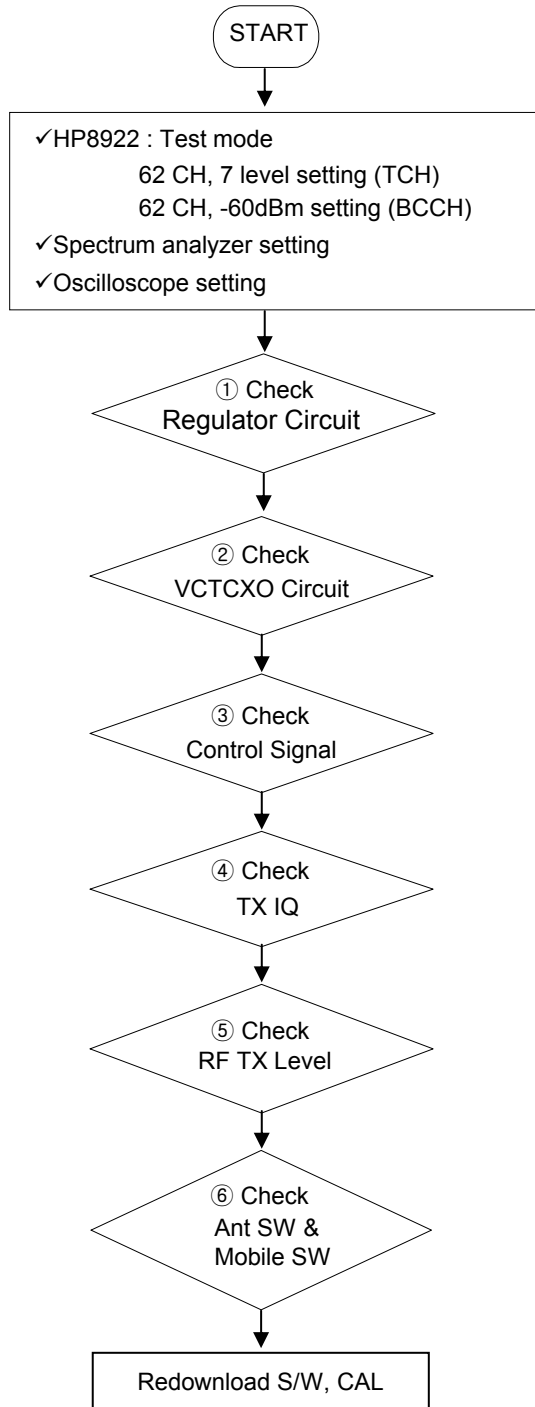 START
✓HP8922 : Test mode
62 CH, 7 level setting (TCH)
62 CH, -60dBm setting (BCCH)
✓Spectrum analyzer setting
✓Oscilloscope setting
① Check
Regulator Circuit
② Check
VCTCXO Circuit
③ Check
Control Signal
④ Check
TX IQ
⑤ Check
RF TX Level
⑥ Check
Ant SW &
Mobile SW
Redownload S/W, CAL